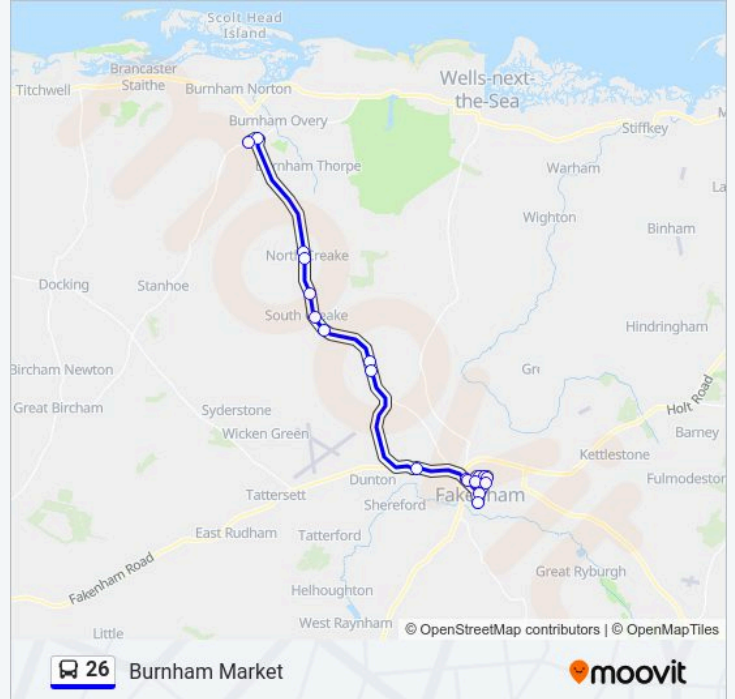 Scolt Head
Island
Brancaster
Staithe
Titchwell
Burnham Norton
Wells-next-
the-Sea
Burnham Overy
Stiffkey
Burnham Thorpe
Warham
Wighton
Binham
North Creake
Docking
Stanhoe
South Creake
Hindringham
Bircham Newton
Great Bircham
Syderstone
Wicken Green
Holt Road
Barney
Kettlestone
Fulmodeston
Dunton
Tattersett
Shereford
Fakenham
East Rudham
Tatterford
Fakenham Road
Great Ryburgh
Helhoughton
West Raynham
Little
© OpenStreetMap contributors | © OpenMapTiles
26 Burnham Market
moovit